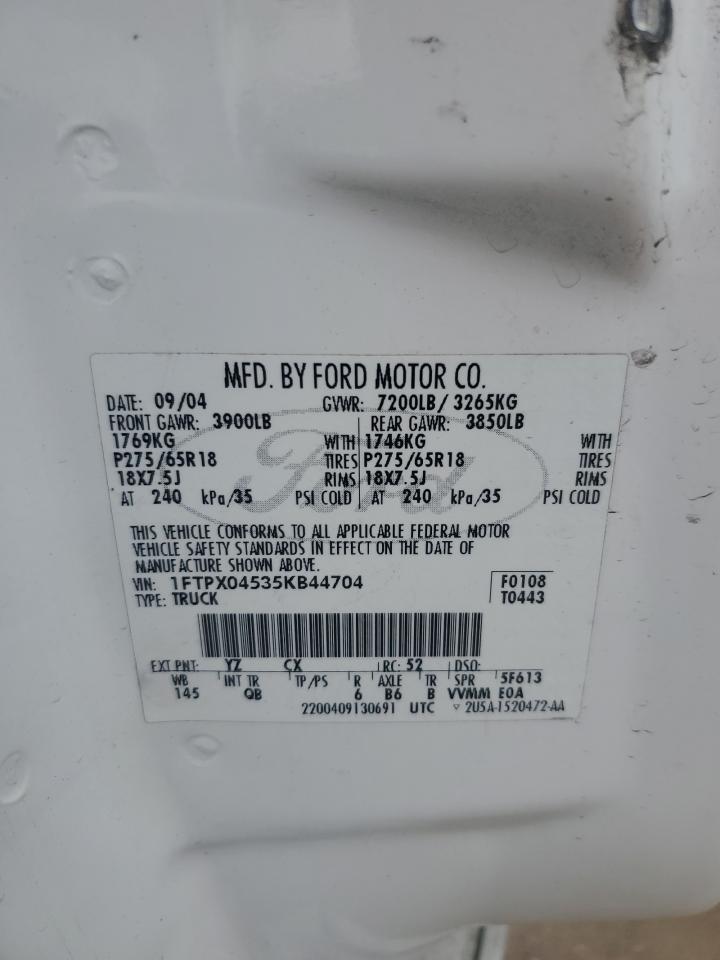 MFD. BY FORD MOTOR CO.
DATE: 09/04 GVWR: 7200LB/ 3265KG
FRONT GAWR: 3900LB REAR GAWR: 3850LB
1769KG WITH 1746KG WITH
P275/65R18 TIRES P275/65R18 TIRES
18X7.5J RIMS 18X7.5J RIMS
AT 240 kPa/35 PSI COLD AT 240 kPa/35 PSI COLD
Ford
THIS VEHICLE CONFORMS TO ALL APPLICABLE FEDERAL MOTOR
VEHICLE SAFETY STANDARDS IN EFFECT ON THE DATE OF
MANUFACTURE SHOWN ABOVE.
VIN: 1FTPX04535KB44704 F0108
TYPE: TRUCK T0443
EXT PNT: YZ CX RC: 52 DSO:
WB INT TR TP/PS R AXLE TR SPR 5F613
145 QB 6 B6 B VVMM EOA
2200409130691 UTC ▽ 2U5A-1520472-AA